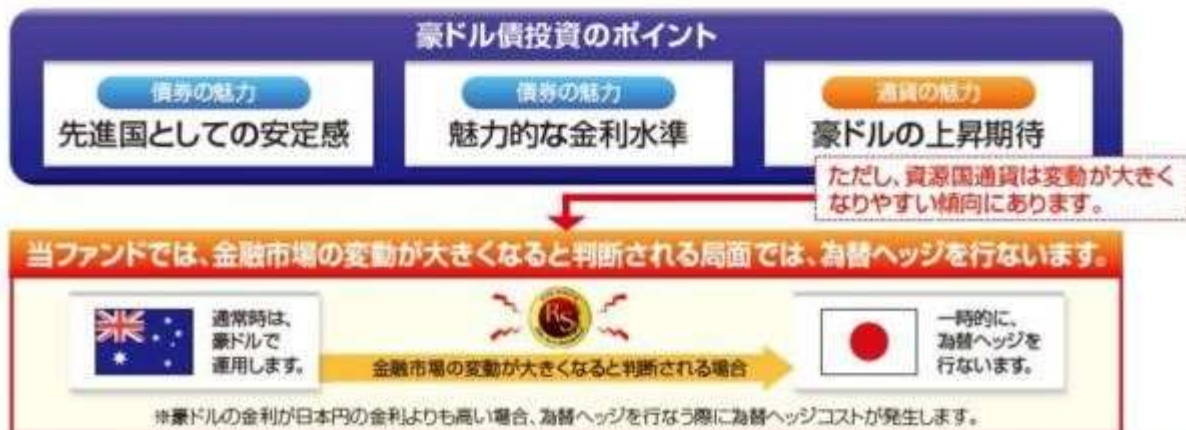 豪ドル債投資のポイント
債券の魅力
先進国としての安定感
債券の魅力
魅力的な金利水準
通貨の魅力
豪ドルの上昇期待
ただし、資源国通貨は変動が大きく
なりやすい傾向にあります。
当ファンドでは、金融市場の変動が大きくなると判断される局面では、為替ヘッジを行ないます。
通常時は、
豪ドルで
運用します。
RS
金融市場の変動が大きくなると判断される場合
一時的に、
為替ヘッジを
行ないます。
※豪ドルの金利が日本円の金利よりも高い場合、為替ヘッジを行なう際に為替ヘッジコストが発生します。